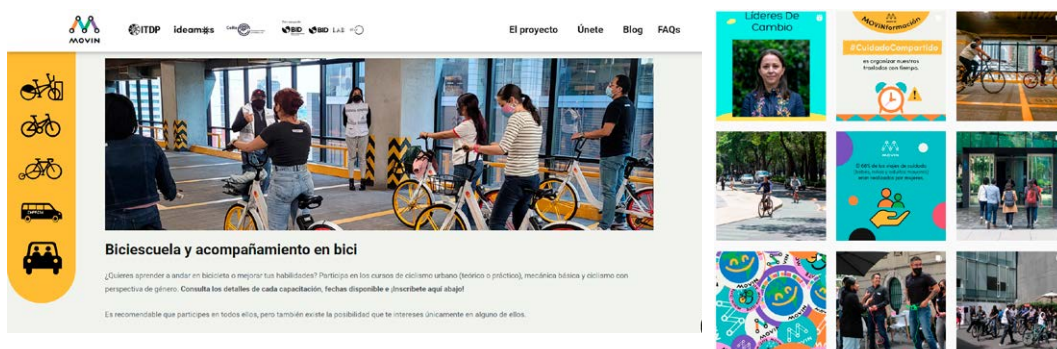 MOVIN
ITDP
ideam#s
BID
BID LAB
El proyecto
Únete
Blog
FAQs
Biciescuela y acompañamiento en bici
¿Quieres aprender a andar en bicicleta o mejorar tus habilidades? Participa en los cursos de ciclismo urbano (teórico o práctico), mecánica básica y ciclismo con
perspectiva de género. Consulta los detalles de cada capacitación, fechas disponible e ¡Inscríbete aquí abajo!
Es recomendable que participes en todos ellos, pero también existe la posibilidad que te intereses únicamente en alguno de ellos.
Líderes De
Cambio
MOViNformación
#CuidadoCompartido
es organizar nuestros
traslados con tiempo.
MOVIN